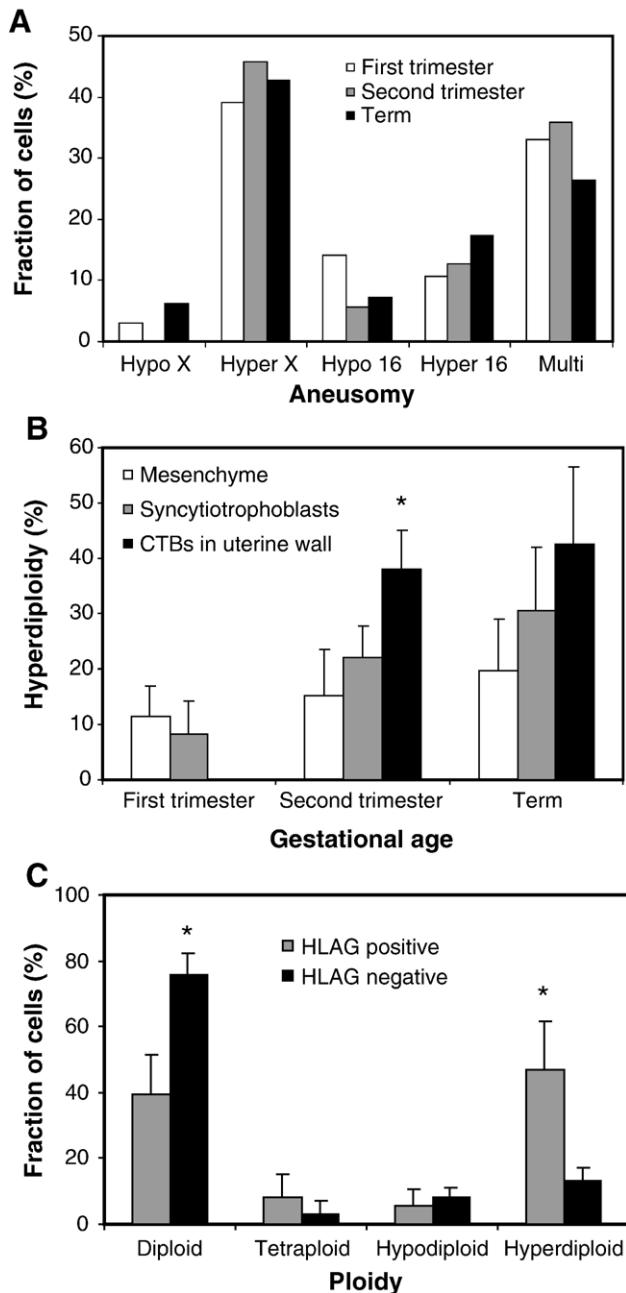 A
Fraction of cells (%)
50
40
30
20
10
0
First trimester
Second trimester
Term
Hypo X Hyper X Hypo 16 Hyper 16 Multi
Aneusomy
B
Hyperdiploidy (%)
60
50
40
30
20
10
0
Mesenchyme
Syncytiotrophoblasts
CTBs in uterine wall
*
First trimester Second trimester Term
Gestational age
C
Fraction of cells (%)
100
80
60
40
20
0
HLAG positive
HLAG negative
*
*
Diploid Tetraploid Hypodiploid Hyperdiploid
Ploidy